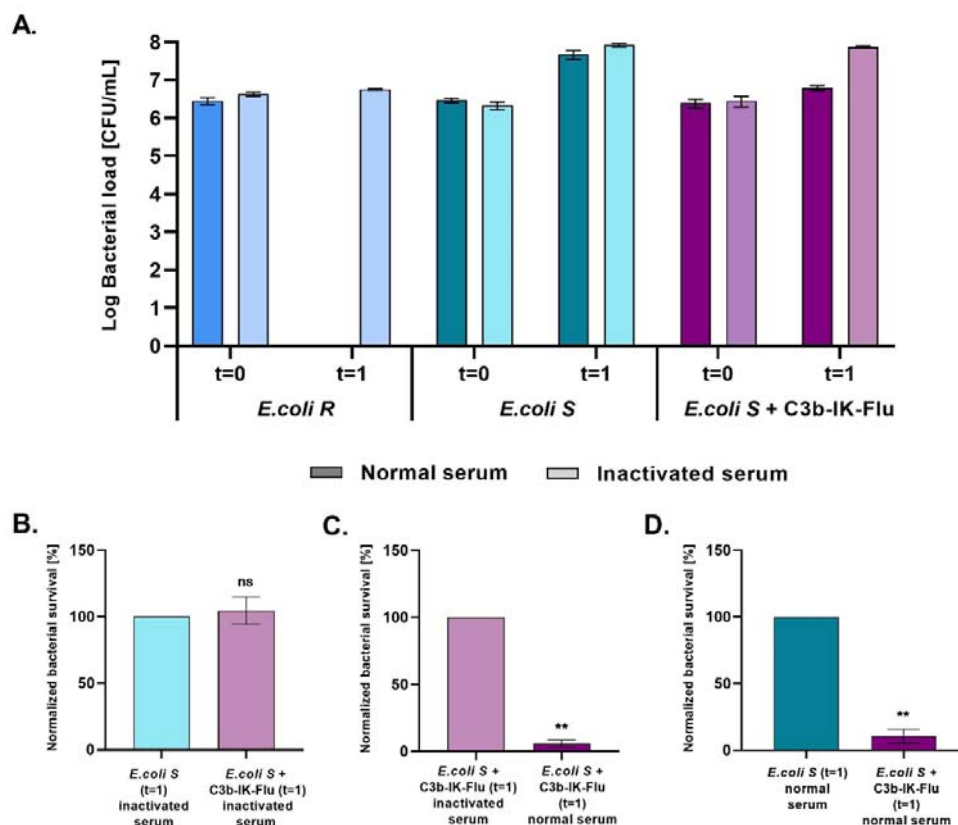 A.
Log Bacterial load [CFU/mL]
8
7
6
5
4
3
2
1
0
t=0 t=1 t=0 t=1 t=0 t=1
E.coli R E.coli S E.coli S + C3b-IK-Flu
Normal serum Inactivated serum
B.
Normalized bacterial survival [%]
150
100
50
0
ns
E.coli S
(t=1)
inactivated
serum
E.coli S +
C3b-IK-Flu (t=1)
inactivated
serum
C.
Normalized bacterial survival [%]
150
100
50
0
**
E.coli S +
C3b-IK-Flu (t=1)
inactivated
serum
E.coli S +
C3b-IK-Flu
(t=1)
normal serum
D.
Normalized bacterial survival [%]
150
100
50
0
**
E.coli S (t=1)
normal
serum
E.coli S +
C3b-IK-Flu
(t=1)
normal serum